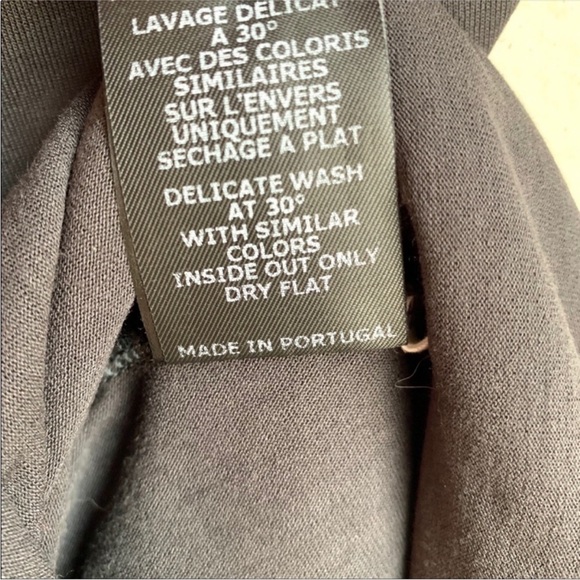 LAVAGE DELICAT
A 30°
AVEC DES COLORIS
SIMILAIRES
SUR L'ENVERS
UNIQUEMENT
SECHAGE A PLAT
DELICATE WASH
AT 30°
WITH SIMILAR
COLORS
INSIDE OUT ONLY
DRY FLAT
MADE IN PORTUGAL